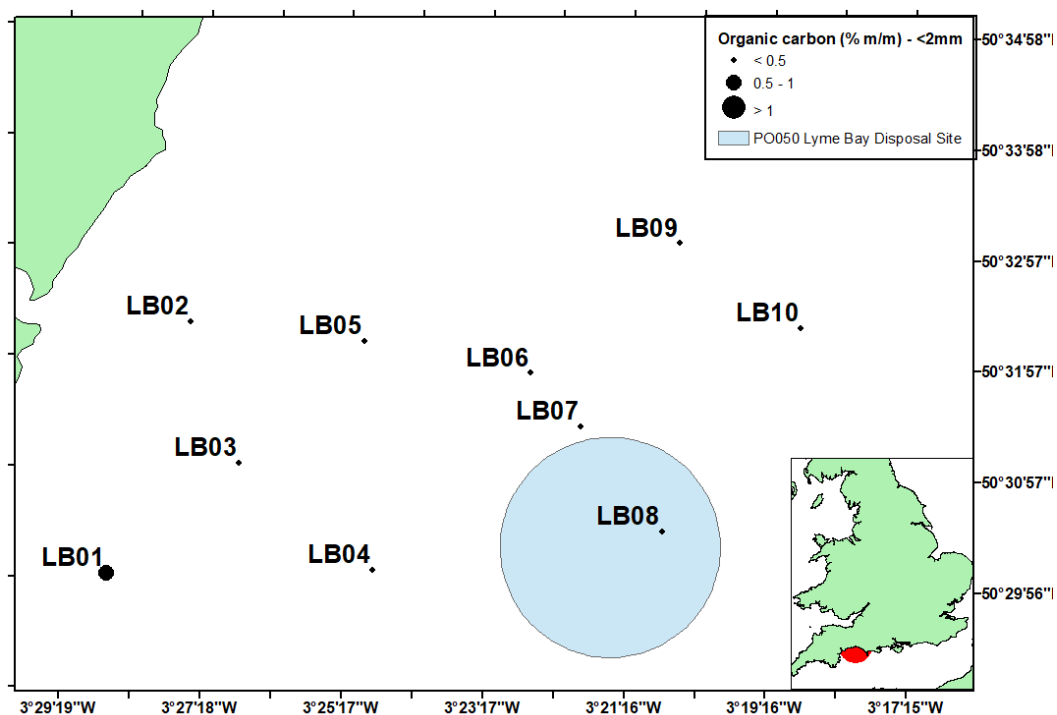 Organic carbon (% m/m) - <2mm
< 0.5
0.5 - 1
> 1
PO050 Lyme Bay Disposal Site
50°34'58"
50°33'58"
LB09
50°32'57"
LB02
LB10
LB05
LB06
50°31'57"
LB07
LB03
50°30'57"
LB08
LB01
LB04
50°29'56"
3°29'19"W
3°27'18"W
3°25'17"W
3°23'17"W
3°21'16"W
3°19'16"W
3°17'15"W